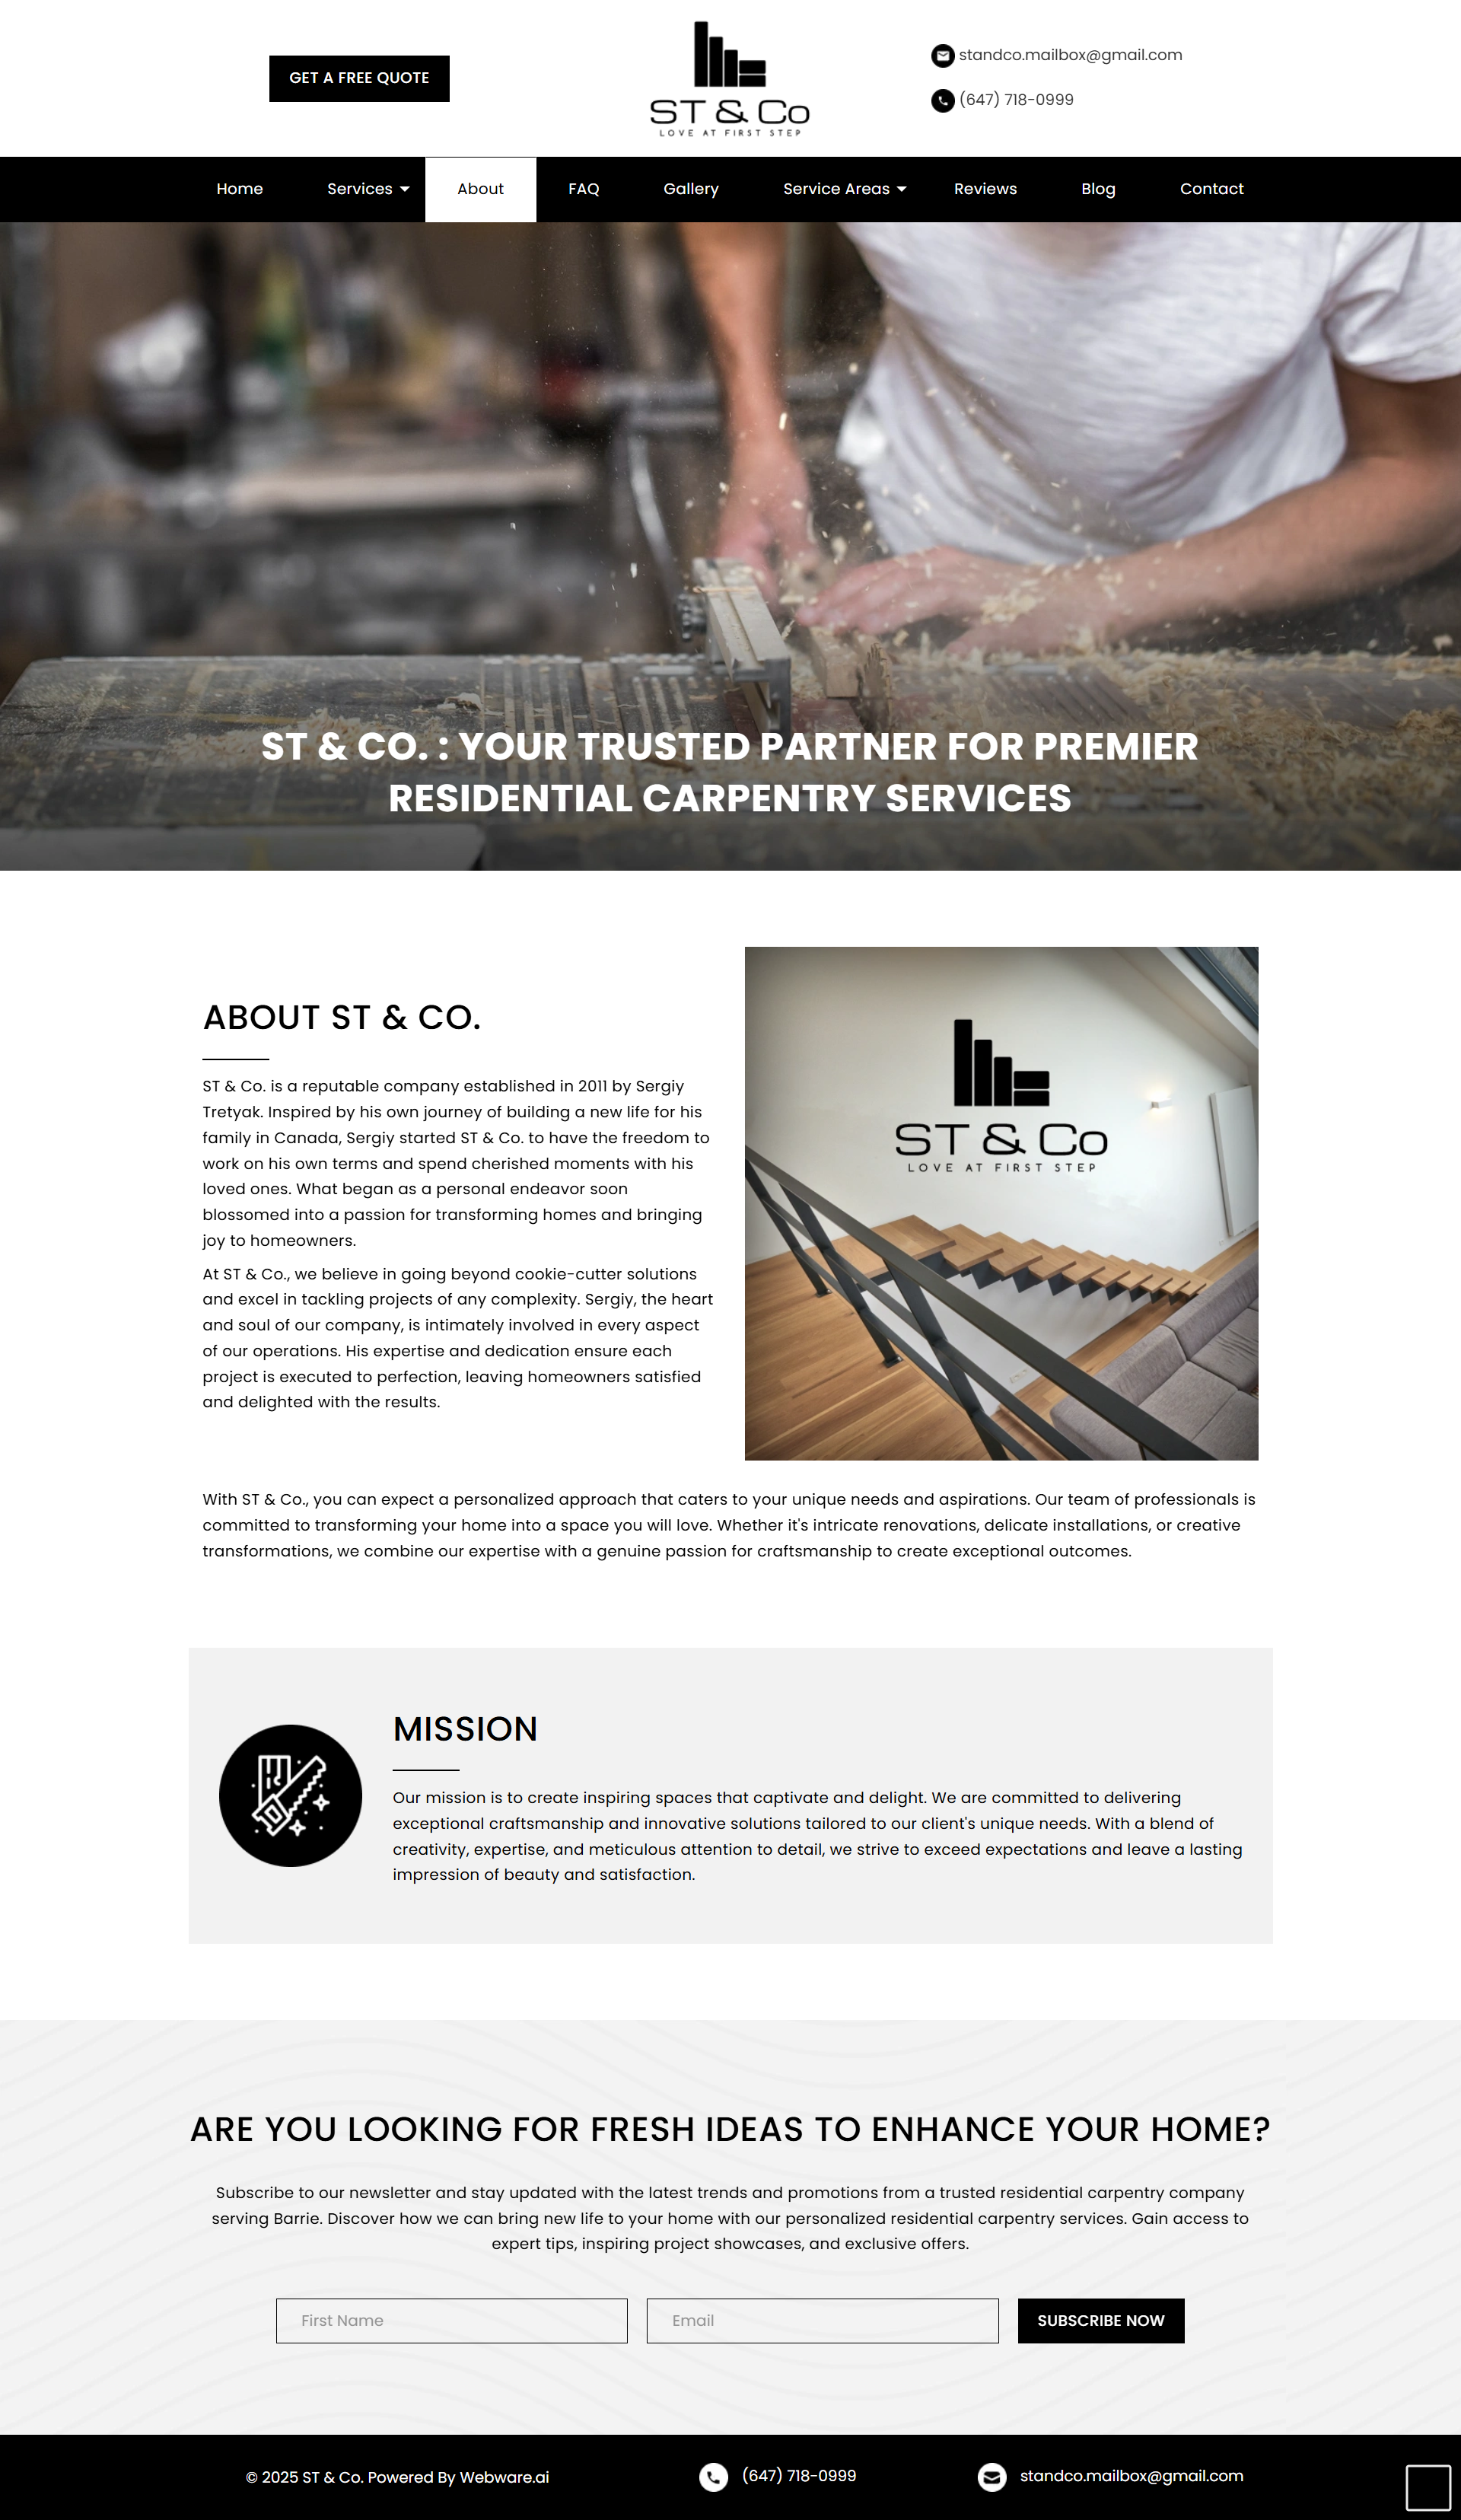 GET A FREE QUOTE
ST & Co
LOVE AT FIRST STEP
standco.mailbox@gmail.com
(647) 718-0999
Home
Services
About
FAQ
Gallery
Service Areas
Reviews
Blog
Contact
ST & CO. : YOUR TRUSTED PARTNER FOR PREMIER
RESIDENTIAL CARPENTRY SERVICES
ABOUT ST & CO.
ST & Co. is a reputable company established in 2011 by Sergiy
Tretyak. Inspired by his own journey of building a new life for his
family in Canada, Sergiy started ST & Co. to have the freedom to
work on his own terms and spend cherished moments with his
loved ones. What began as a personal endeavor soon
blossomed into a passion for transforming homes and bringing
joy to homeowners.
At ST & Co., we believe in going beyond cookie-cutter solutions
and excel in tackling projects of any complexity. Sergiy, the heart
and soul of our company, is intimately involved in every aspect
of our operations. His expertise and dedication ensure each
project is executed to perfection, leaving homeowners satisfied
and delighted with the results.
ST & Co
LOVE AT FIRST STEP
With ST & Co., you can expect a personalized approach that caters to your unique needs and aspirations. Our team of professionals is
committed to transforming your home into a space you will love. Whether it's intricate renovations, delicate installations, or creative
transformations, we combine our expertise with a genuine passion for craftsmanship to create exceptional outcomes.
MISSION
Our mission is to create inspiring spaces that captivate and delight. We are committed to delivering
exceptional craftsmanship and innovative solutions tailored to our client's unique needs. With a blend of
creativity, expertise, and meticulous attention to detail, we strive to exceed expectations and leave a lasting
impression of beauty and satisfaction.
ARE YOU LOOKING FOR FRESH IDEAS TO ENHANCE YOUR HOME?
Subscribe to our newsletter and stay updated with the latest trends and promotions from a trusted residential carpentry company
serving Barrie. Discover how we can bring new life to your home with our personalized residential carpentry services. Gain access to
expert tips, inspiring project showcases, and exclusive offers.
First Name
Email
SUBSCRIBE NOW
© 2025 ST & Co. Powered By Webware.ai
(647) 718-0999
standco.mailbox@gmail.com